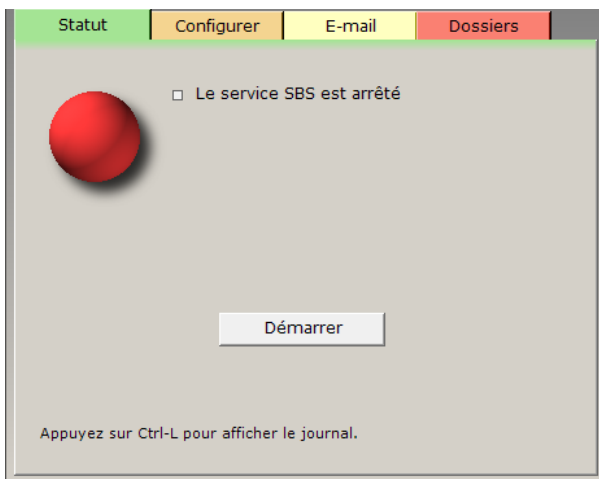 Statut Configurer E-mail Dossiers
Le service SBS est arrêté
Démarrer
Appuyez sur Ctrl-L pour afficher le journal.